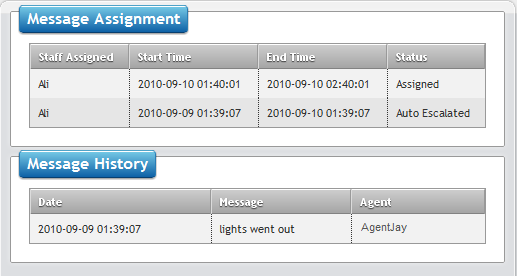 Message Assignment
Staff Assigned Start Time End Time Status
Ali 2010-09-10 01:40:01 2010-09-10 02:40:01 Assigned
Ali 2010-09-09 01:39:07 2010-09-10 01:39:07 Auto Escalated
Message History
Date Message Agent
2010-09-09 01:39:07 lights went out AgentJay